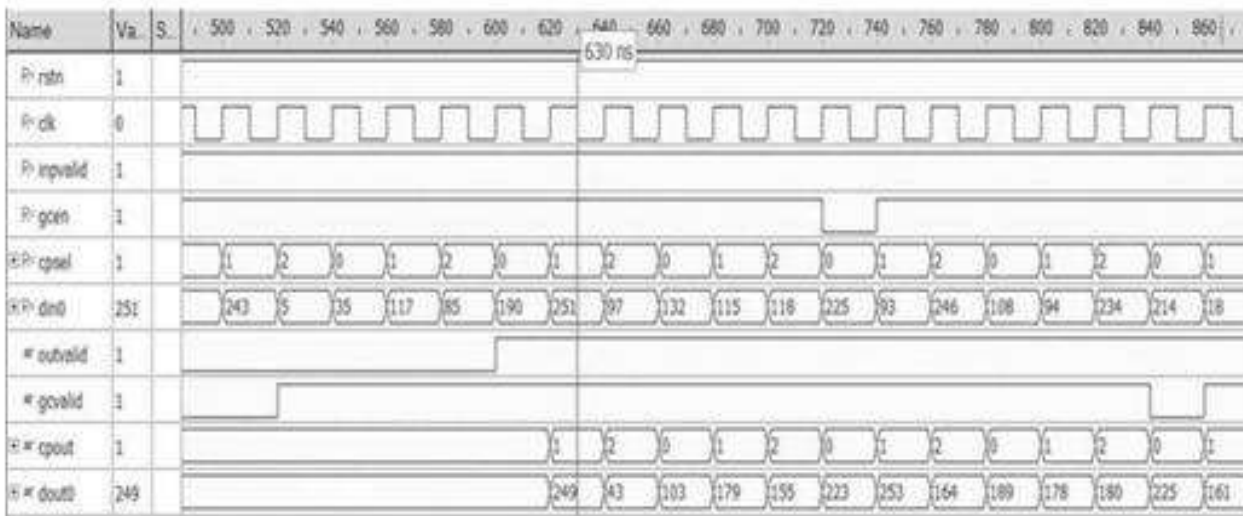 Name Va.. S.. 500 520 540 560 580 600 620 640 660 680 700 720 740 760 780 800 820 840 860
630 ns
rstn 1
clk 0
inpvalid 1
gcen 1
cpsel 1 1 2 0 1 2 0 1 2 0 1 2 0 1 2 0 1 2 0 1
din0 251 243 5 35 117 85 190 251 97 132 115 118 225 93 246 108 94 234 214 18
outvalid 1
gcvalid 1
cpout 1 1 2 0 1 2 0 1 2 0 1 2 0 1
dout0 249 249 43 103 179 155 223 253 164 189 178 180 225 161